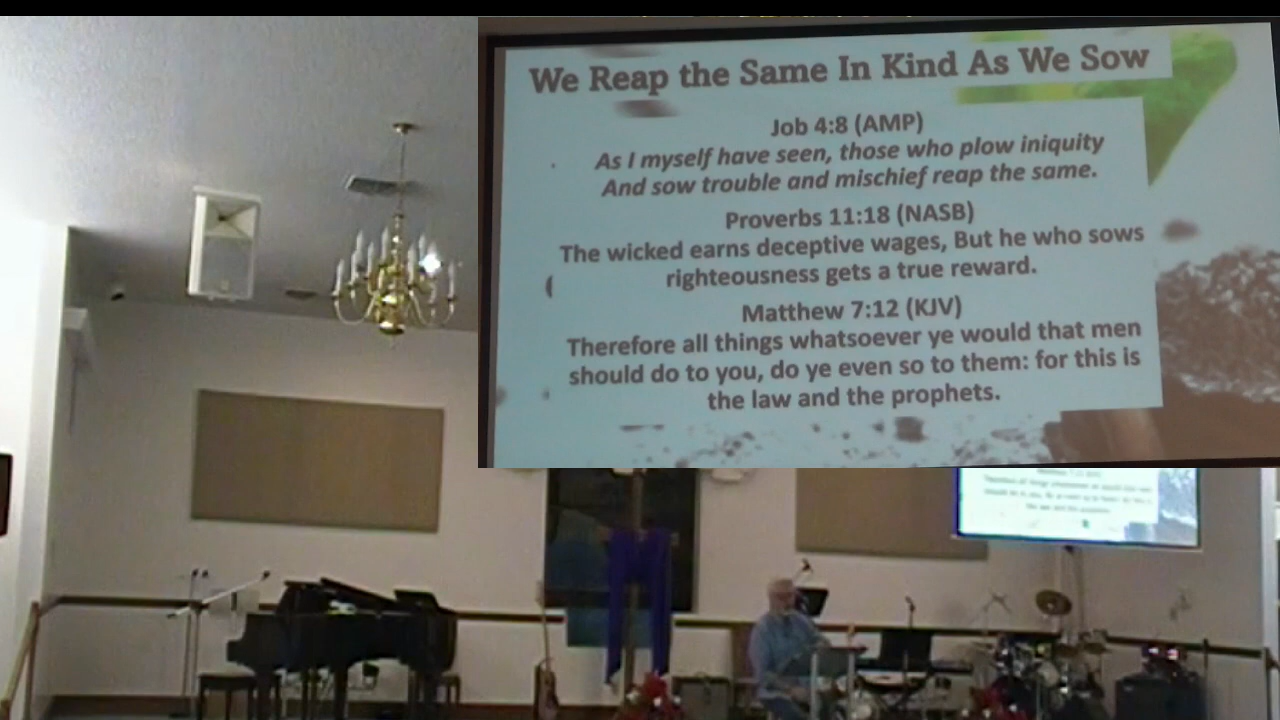 We Reap the Same In Kind As We Sow
Job 4:8 (AMP)
As I myself have seen, those who plow iniquity
And sow trouble and mischief reap the same.
Proverbs 11:18 (NASB)
The wicked earns deceptive wages, But he who sows
righteousness gets a true reward.
Matthew 7:12 (KJV)
Therefore all things whatsoever ye would that men
should do to you, do ye even so to them: for this is
the law and the prophets.